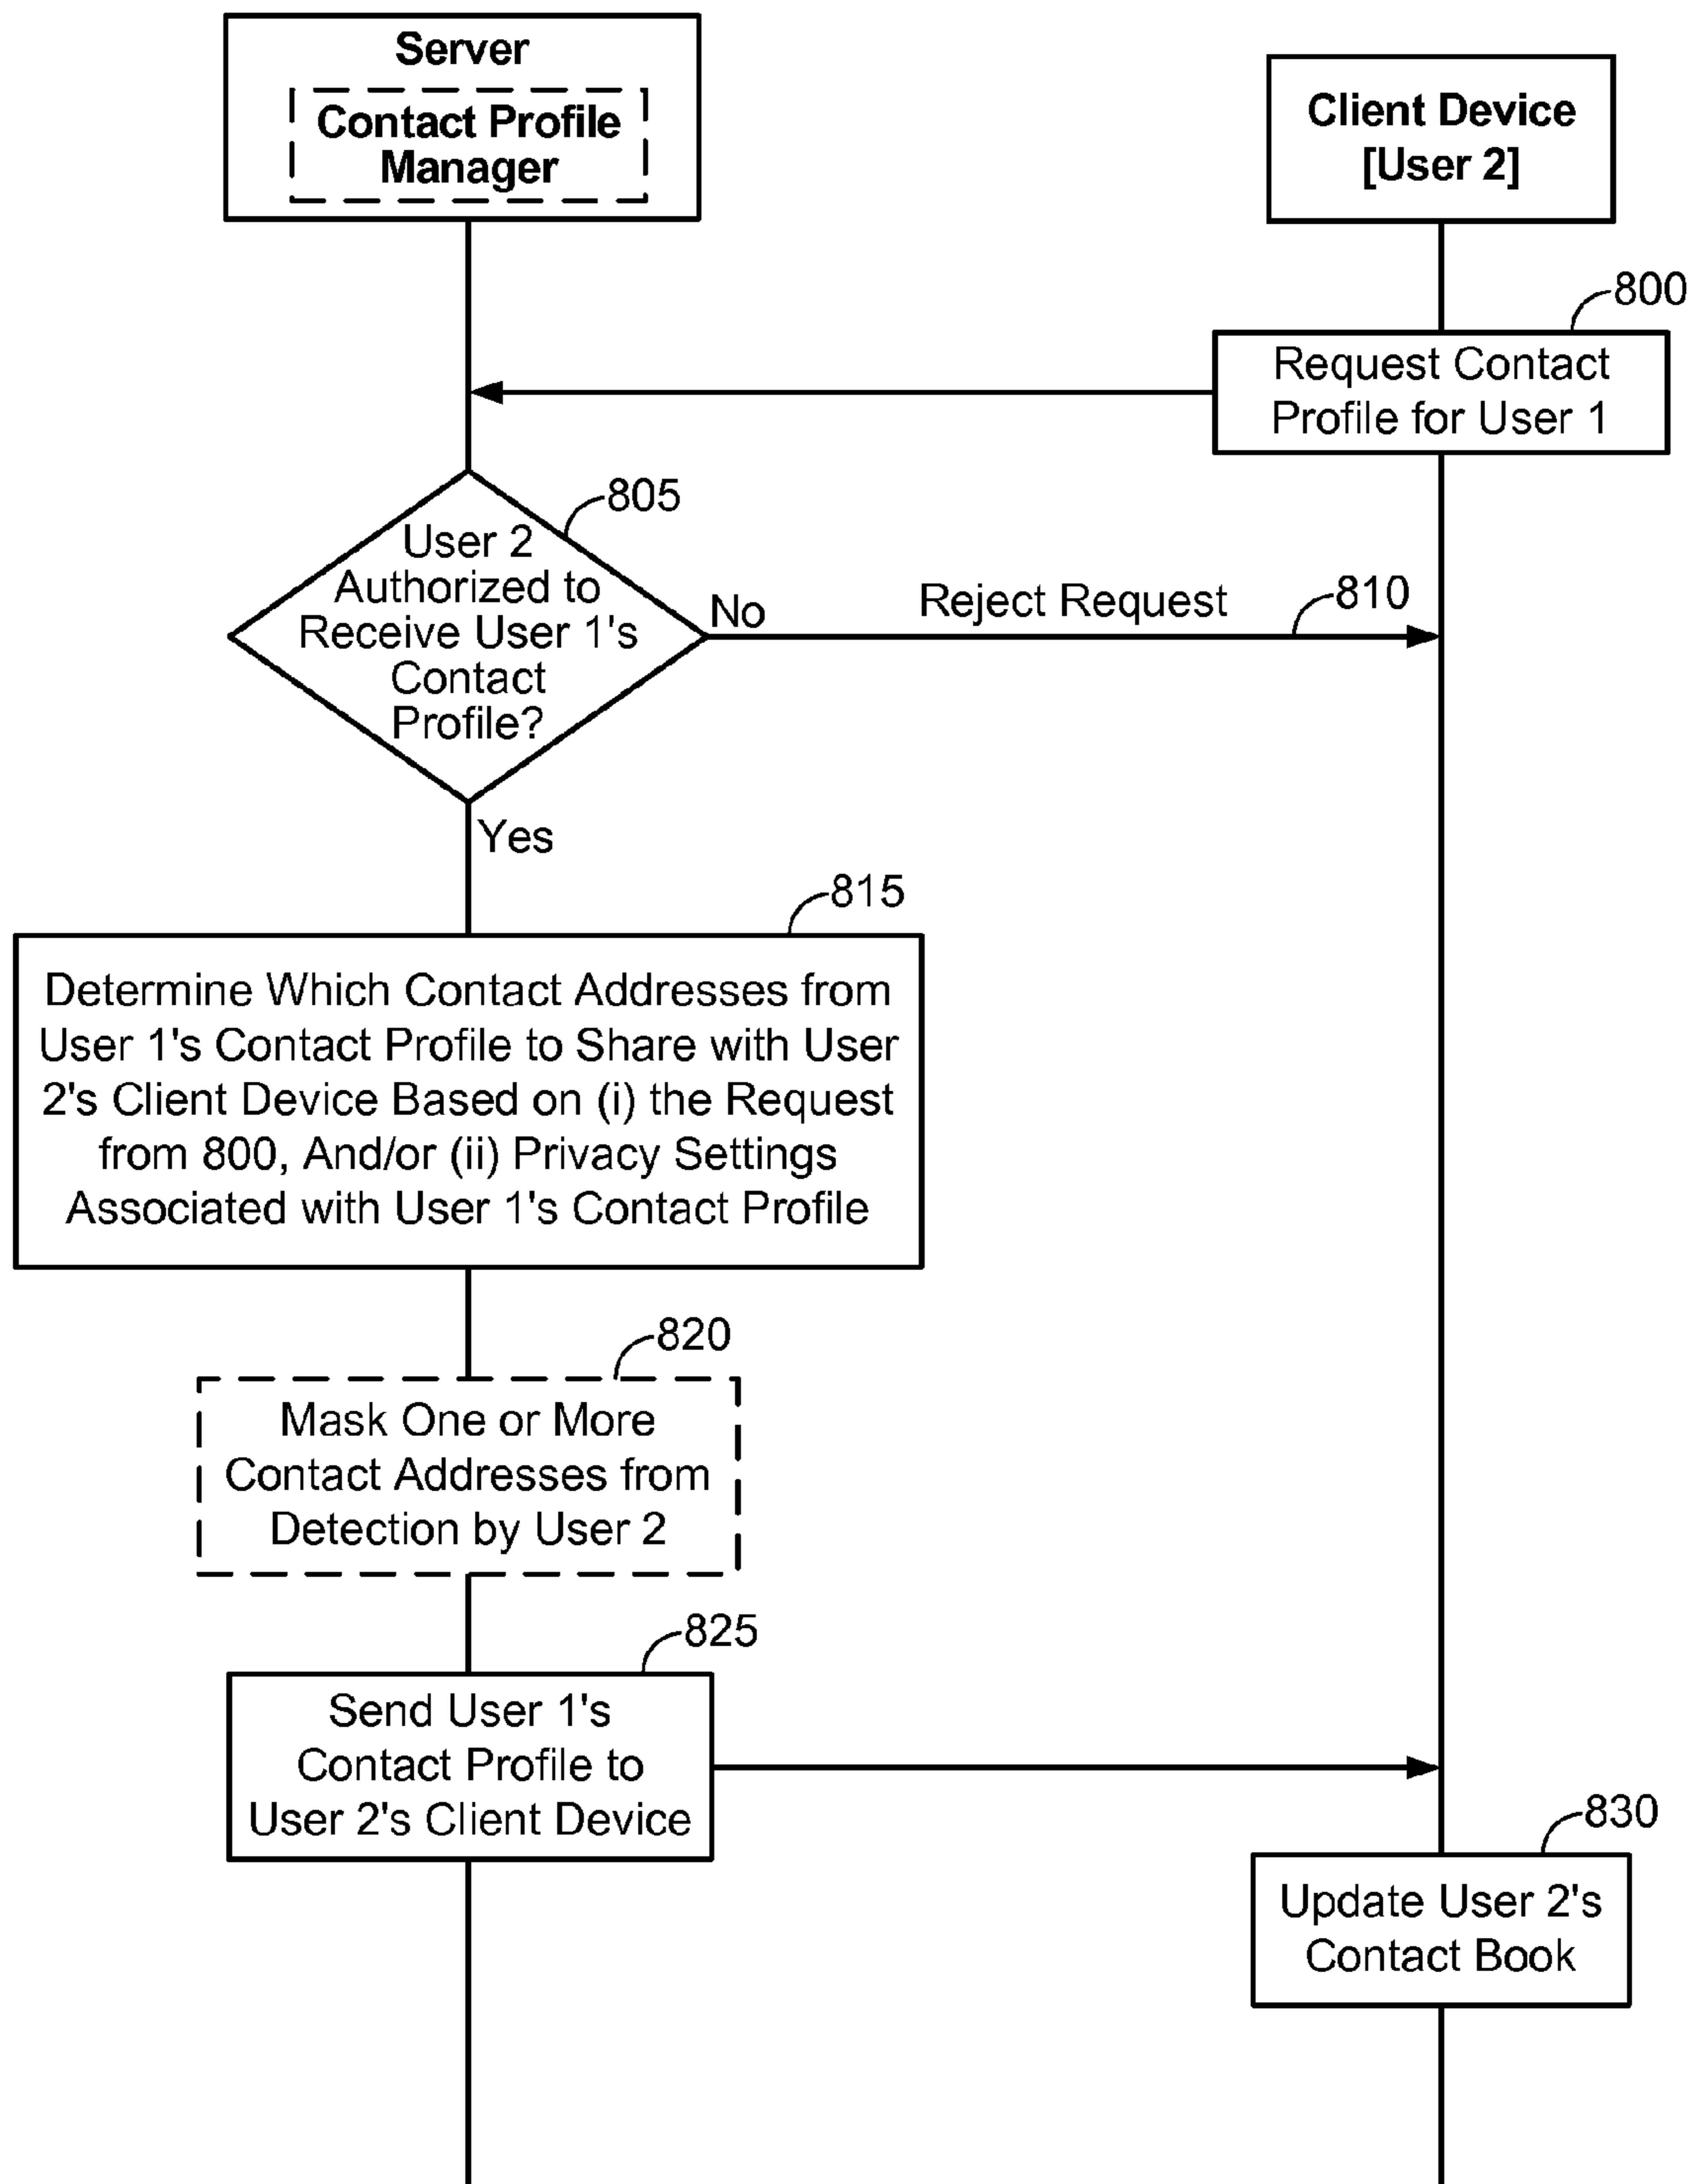 Server
Contact Profile
Manager
Client Device
[User 2]
800
Request Contact
Profile for User 1
805
User 2
Authorized to
Receive User 1's
Contact
Profile?
No
Reject Request
810
Yes
815
Determine Which Contact Addresses from
User 1's Contact Profile to Share with User
2's Client Device Based on (i) the Request
from 800, And/or (ii) Privacy Settings
Associated with User 1's Contact Profile
820
Mask One or More
Contact Addresses from
Detection by User 2
825
Send User 1's
Contact Profile to
User 2's Client Device
830
Update User 2's
Contact Book